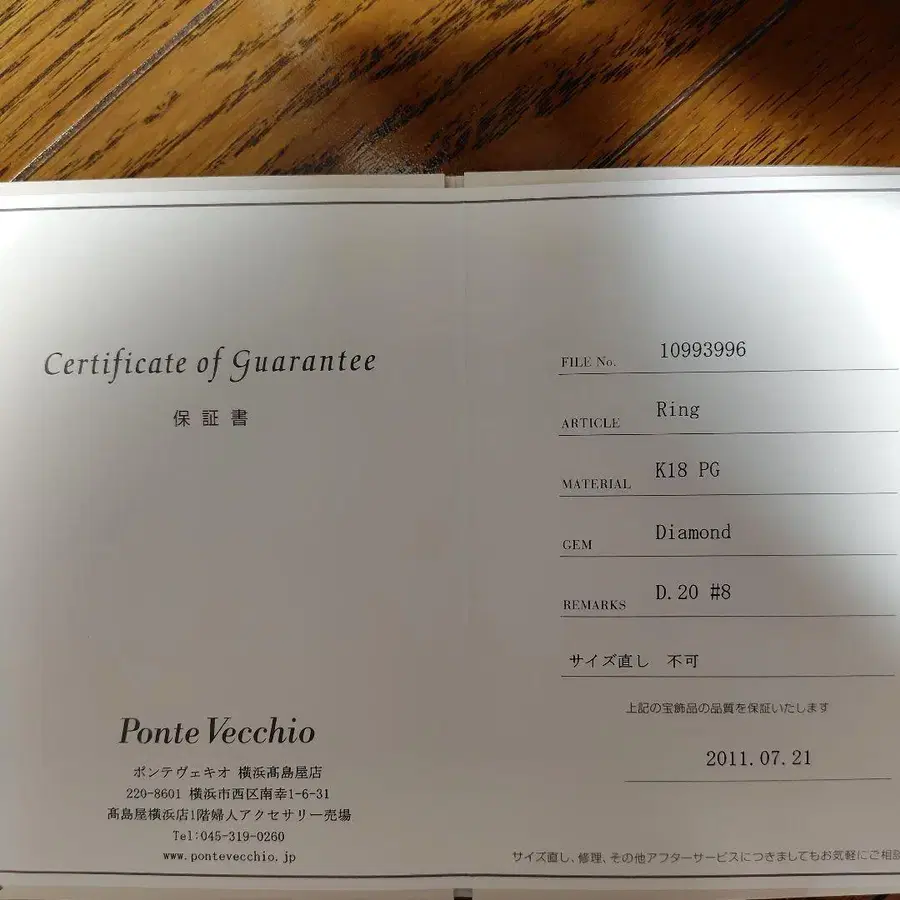 Certificate of Guarantee
保証書
Ponte Vecchio
ポンテヴェキオ 横浜髙島屋店
220-8601 横浜市西区南幸1-6-31
髙島屋横浜店1階婦人アクセサリー売場
Tel:045-319-0260
www.pontevecchio.jp
FILE No. 10993996
ARTICLE Ring
MATERIAL K18 PG
GEM Diamond
REMARKS D.20 #8
サイズ直し 不可
上記の宝飾品の品質を保証いたします
2011.07.21
サイズ直し、修理、その他アフターサービスにつきましてもお気軽にご相談